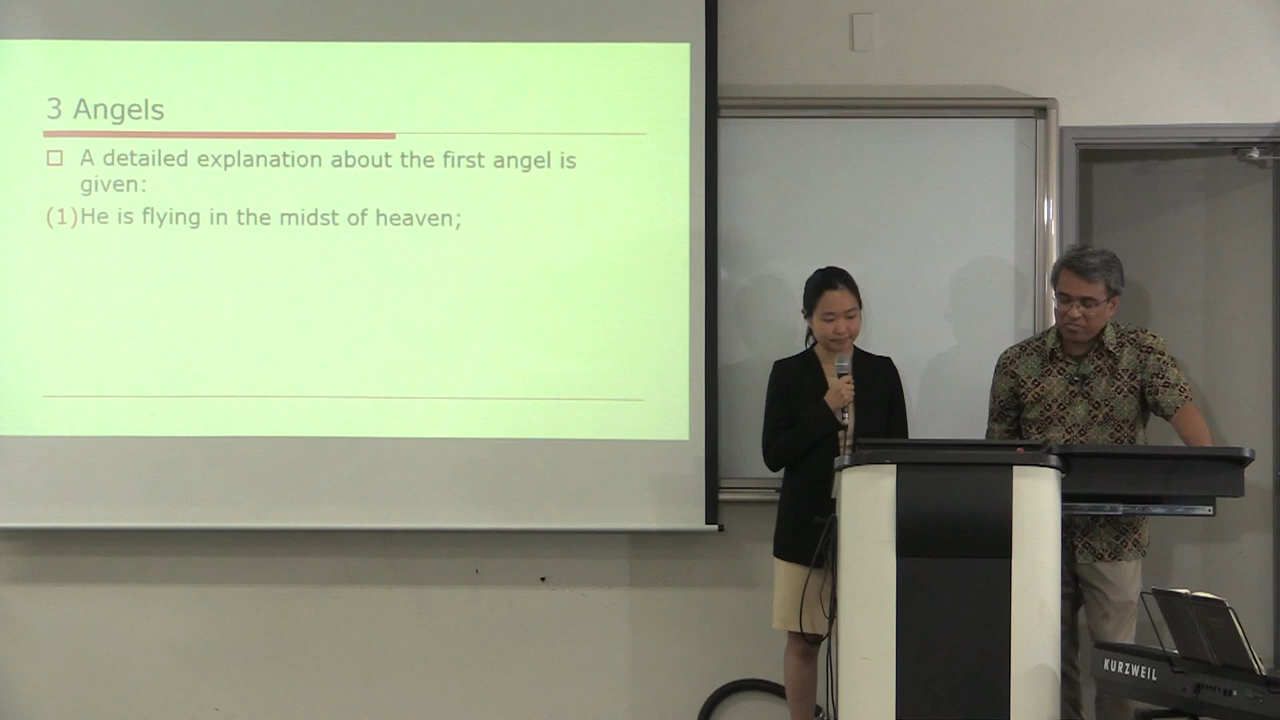 3 Angels
A detailed explanation about the first angel is
given:
(1)He is flying in the midst of heaven;
KURZWEIL